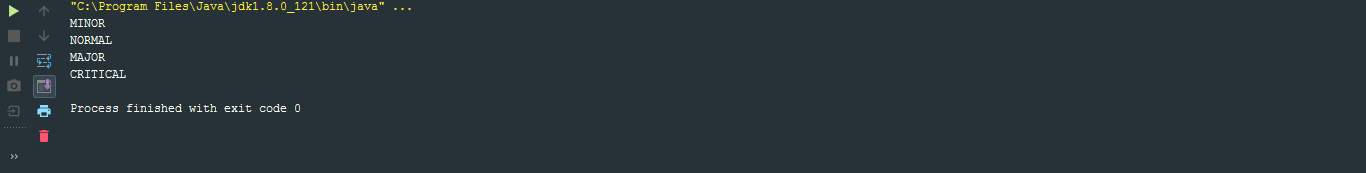 "C:\Program Files\Java\jdk1.8.0_121\bin\java" ...
MINOR
NORMAL
MAJOR
CRITICAL
Process finished with exit code 0